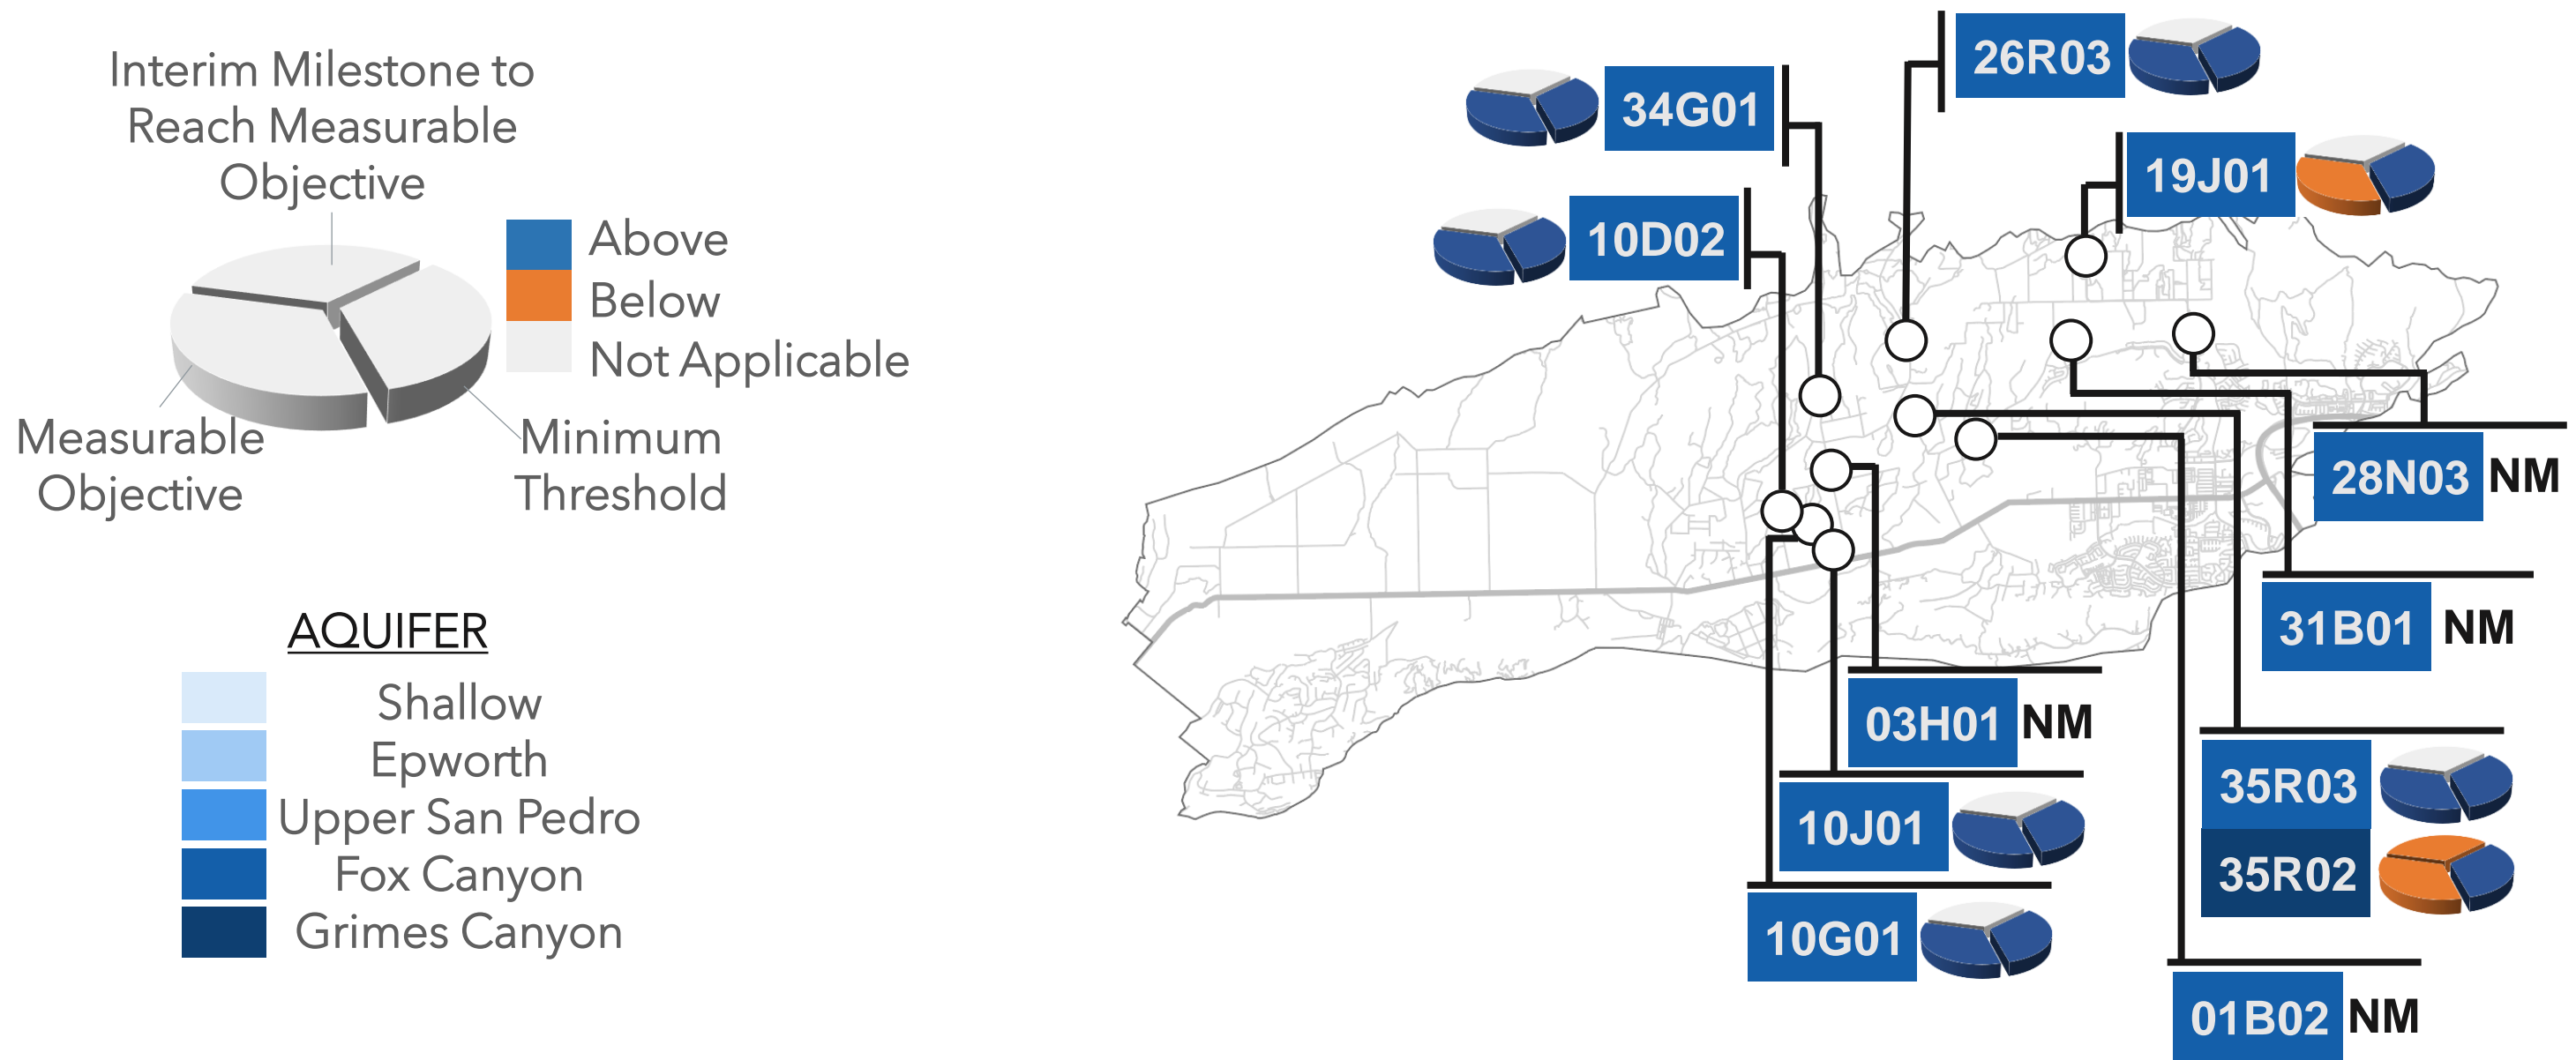 Interim Milestone to
Reach Measurable
Objective
Above
Below
Not Applicable
Measurable
Objective
Minimum
Threshold
AQUIFER
Shallow
Epworth
Upper San Pedro
Fox Canyon
Grimes Canyon
26R03
34G01
19J01
10D02
28N03 NM
31B01 NM
03H01 NM
35R03
10J01
35R02
10G01
01B02 NM